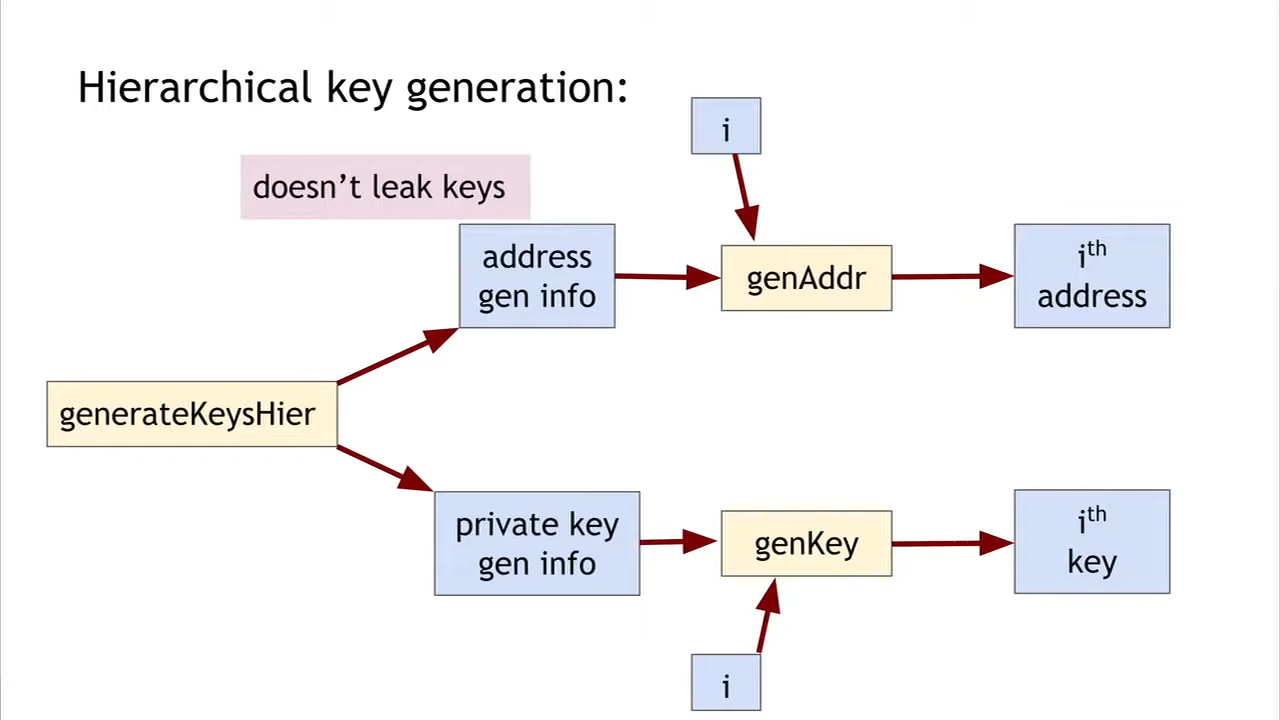 Hierarchical key generation:
i
doesn’t leak keys
address
gen info
genAddr
ith
address
generateKeysHier
private key
gen info
genKey
ith
key
i